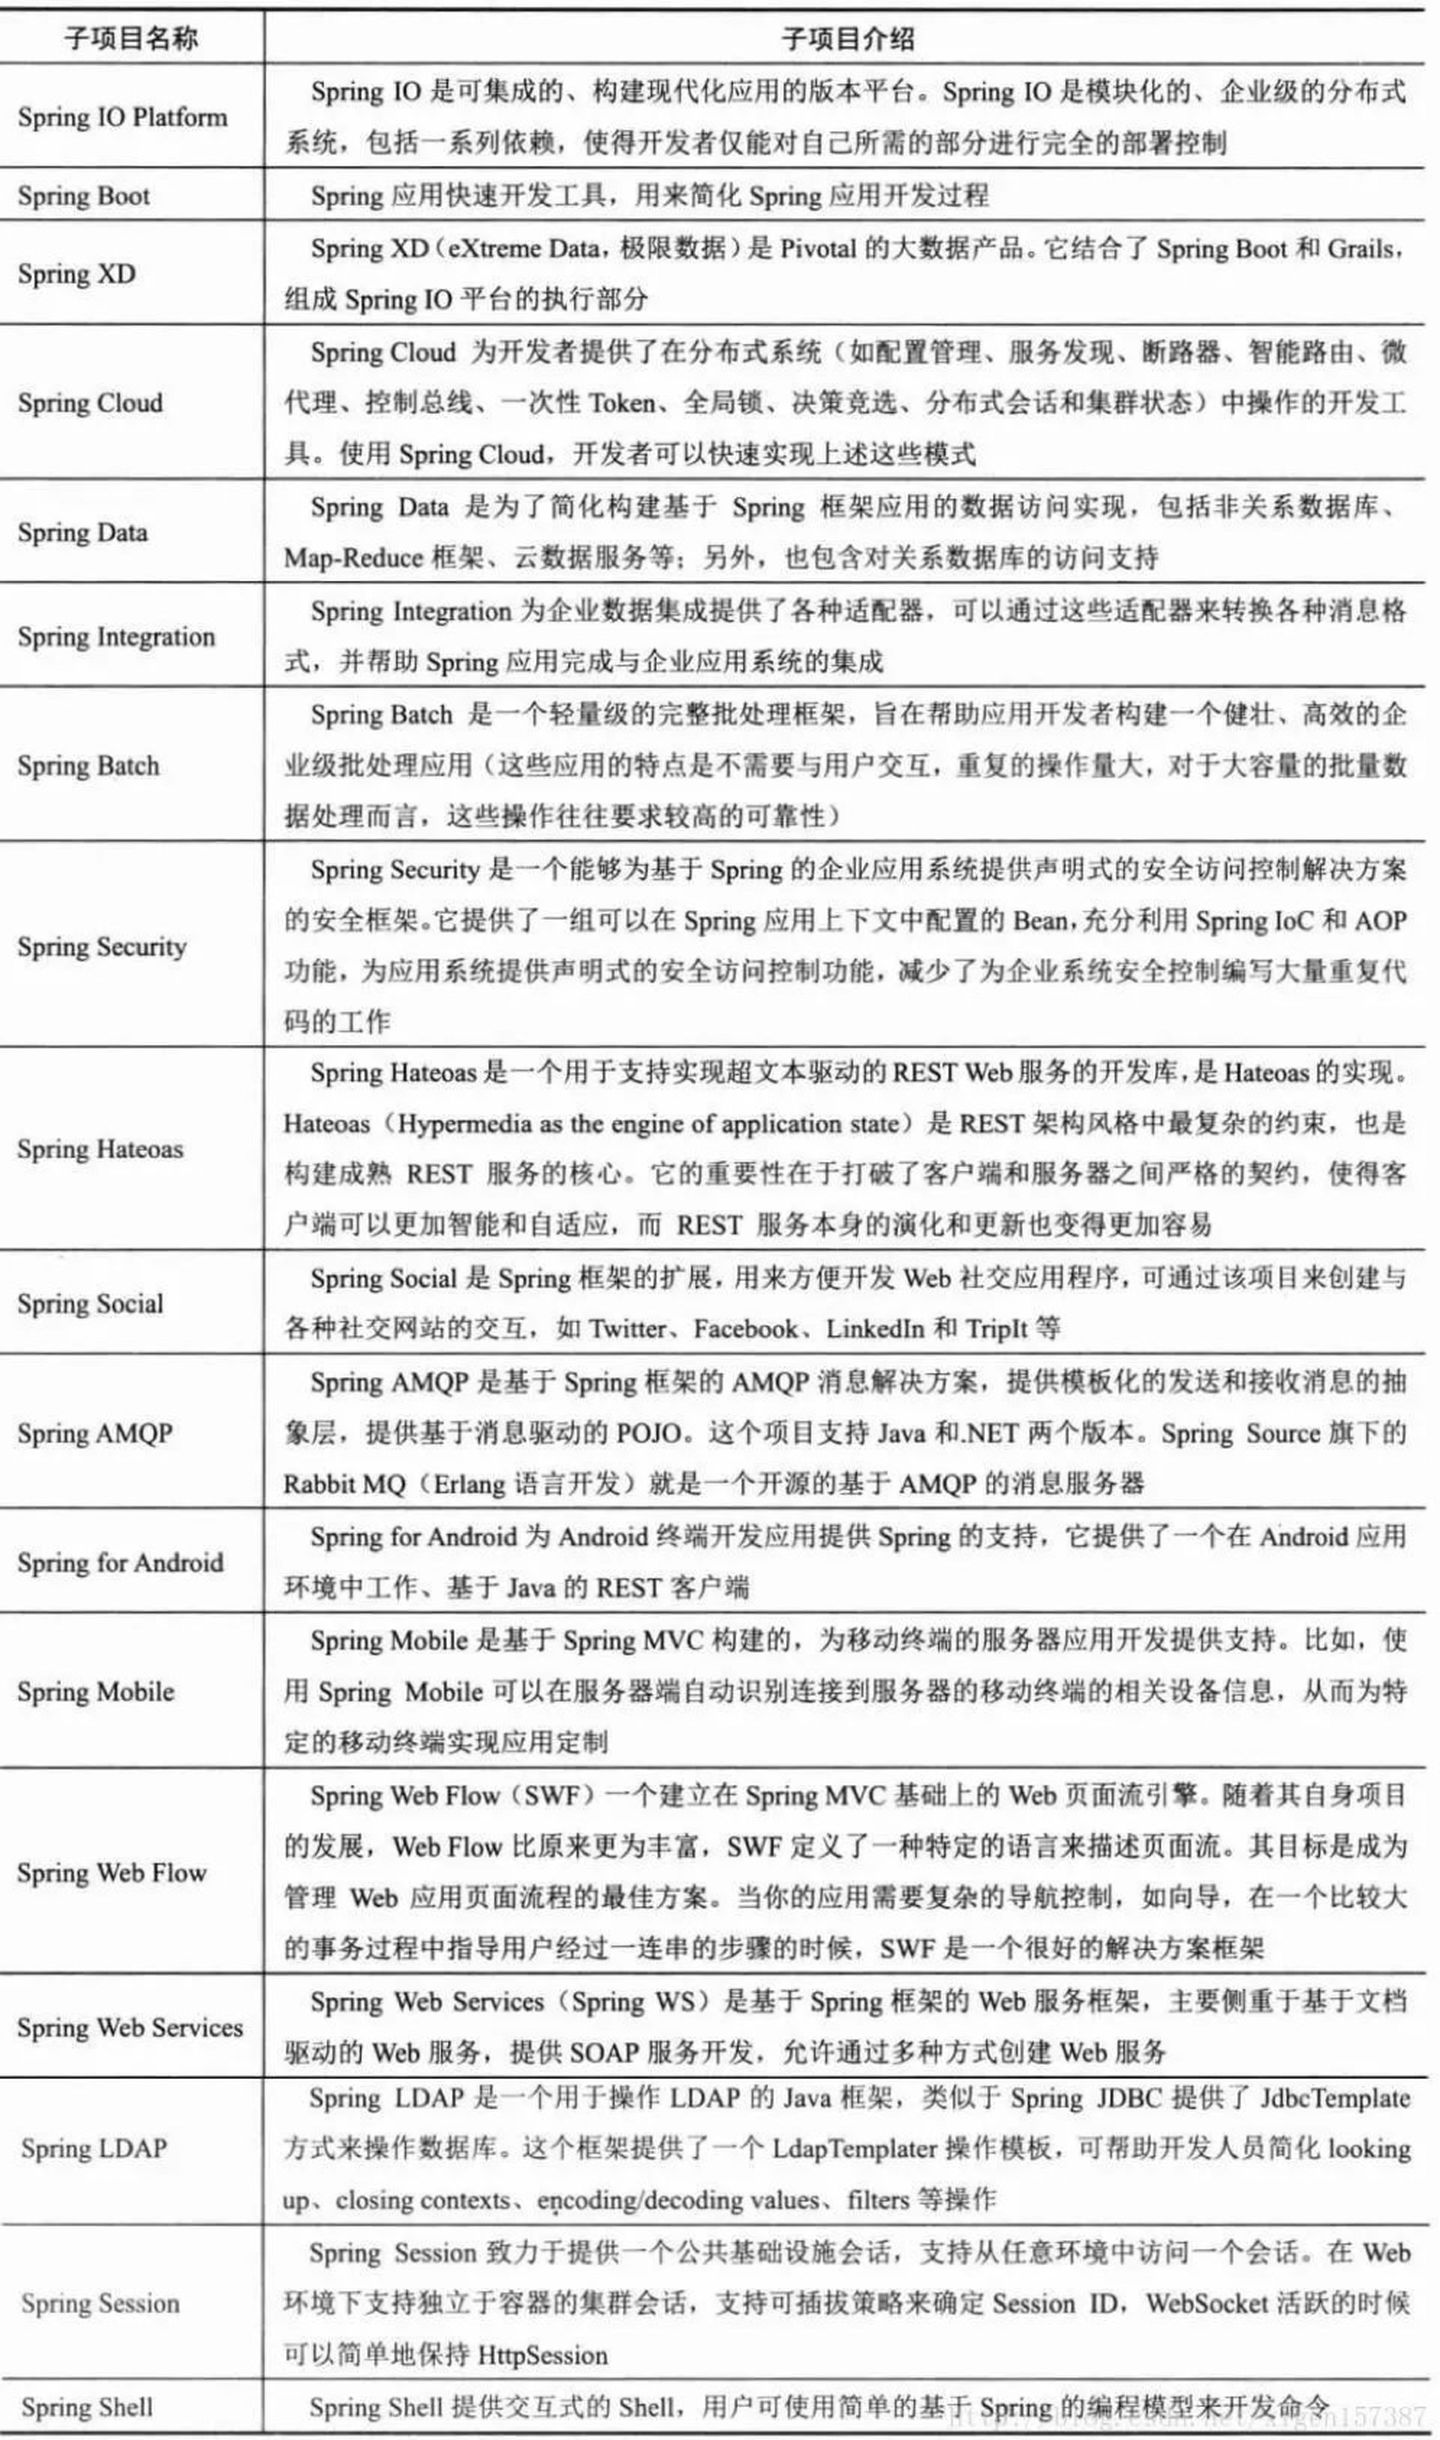 子项目名称
子项目介绍
Spring IO Platform
Spring IO 是可集成的、构建现代化应用的版本平台。Spring IO 是模块化的、企业级的分布式
系统，包括一系列依赖，使得开发者仅能对自己所需的部分进行完全的部署控制
Spring Boot
Spring 应用快速开发工具，用来简化 Spring 应用开发过程
Spring XD
Spring XD（eXtreme Data，极限数据）是 Pivotal 的大数据产品。它结合了 Spring Boot 和 Grails，
组成 Spring IO 平台的执行部分
Spring Cloud
Spring Cloud 为开发者提供了在分布式系统（如配置管理、服务发现、断路器、智能路由、微
代理、控制总线、一次性 Token、全局锁、决策竞选、分布式会话和集群状态）中操作的开发工
具。使用 Spring Cloud，开发者可以快速实现上述这些模式
Spring Data
Spring Data 是为了简化构建基于 Spring 框架应用的数据访问实现，包括非关系数据库、
Map-Reduce 框架、云数据服务等；另外，也包含对关系数据库的访问支持
Spring Integration
Spring Integration 为企业数据集成提供了各种适配器，可以通过这些适配器来转换各种消息格
式，并帮助 Spring 应用完成与企业应用系统的集成
Spring Batch
Spring Batch 是一个轻量级的完整批处理框架，旨在帮助应用开发者构建一个健壮、高效的企
业级批处理应用（这些应用的特点是不需要与用户交互，重复的操作量大，对于大容量的批量数
据处理而言，这些操作往往要求较高的可靠性）
Spring Security
Spring Security 是一个能够为基于 Spring 的企业应用系统提供声明式的安全访问控制解决方案
的安全框架。它提供了一组可以在 Spring 应用上下文中配置的 Bean，充分利用 Spring IoC 和 AOP
功能，为应用系统提供声明式的安全访问控制功能，减少了为企业系统安全控制编写大量重复代
码的工作
Spring Hateoas
Spring Hateoas 是一个用于支持实现超文本驱动的 REST Web 服务的开发库，是 Hateoas 的实现。
Hateoas（Hypermedia as the engine of application state）是 REST 架构风格中最复杂的约束，也是
构建成熟 REST 服务的核心。它的重要性在于打破了客户端和服务器之间严格的契约，使得客
户端可以更加智能和自适应，而 REST 服务本身的演化和更新也变得更加容易
Spring Social
Spring Social 是 Spring 框架的扩展，用来方便开发 Web 社交应用程序，可通过该项目来创建与
各种社交网站的交互，如 Twitter、Facebook、LinkedIn 和 TripIt 等
Spring AMQP
Spring AMQP 是基于 Spring 框架的 AMQP 消息解决方案，提供模板化的发送和接收消息的抽
象层，提供基于消息驱动的 POJO。这个项目支持 Java 和.NET 两个版本。Spring Source 旗下的
Rabbit MQ（Erlang 语言开发）就是一个开源的基于 AMQP 的消息服务器
Spring for Android
Spring for Android 为 Android 终端开发应用提供 Spring 的支持，它提供了一个在 Android 应用
环境中工作、基于 Java 的 REST 客户端
Spring Mobile
Spring Mobile 是基于 Spring MVC 构建的，为移动终端的服务器应用开发提供支持。比如，使
用 Spring Mobile 可以在服务器端自动识别连接到服务器的移动终端的相关设备信息，从而为特
定的移动终端实现应用定制
Spring Web Flow
Spring Web Flow（SWF）一个建立在 Spring MVC 基础上的 Web 页面流引擎。随着其自身项目
的发展，Web Flow 比原来更为丰富，SWF 定义了一种特定的语言来描述页面流。其目标是成为
管理 Web 应用页面流程的最佳方案。当你的应用需要复杂的导航控制，如向导，在一个比较大
的事务过程中指导用户经过一连串的步骤的时候，SWF 是一个很好的解决方案框架
Spring Web Services
Spring Web Services（Spring WS）是基于 Spring 框架的 Web 服务框架，主要侧重于基于文档
驱动的 Web 服务，提供 SOAP 服务开发，允许通过多种方式创建 Web 服务
Spring LDAP
Spring LDAP 是一个用于操作 LDAP 的 Java 框架，类似于 Spring JDBC 提供了 JdbcTemplate
方式来操作数据库。这个框架提供了一个 LdapTemplater 操作模板，可帮助开发人员简化 looking
up、closing contexts、encoding/decoding values、filters 等操作
Spring Session
Spring Session 致力于提供一个公共基础设施会话，支持从任意环境中访问一个会话。在 Web
环境下支持独立于容器的集群会话，支持可插拔策略来确定 Session ID，WebSocket 活跃的时候
可以简单地保持 HttpSession
Spring Shell
Spring Shell 提供交互式的 Shell，用户可使用简单的基于 Spring 的编程模型来开发命令